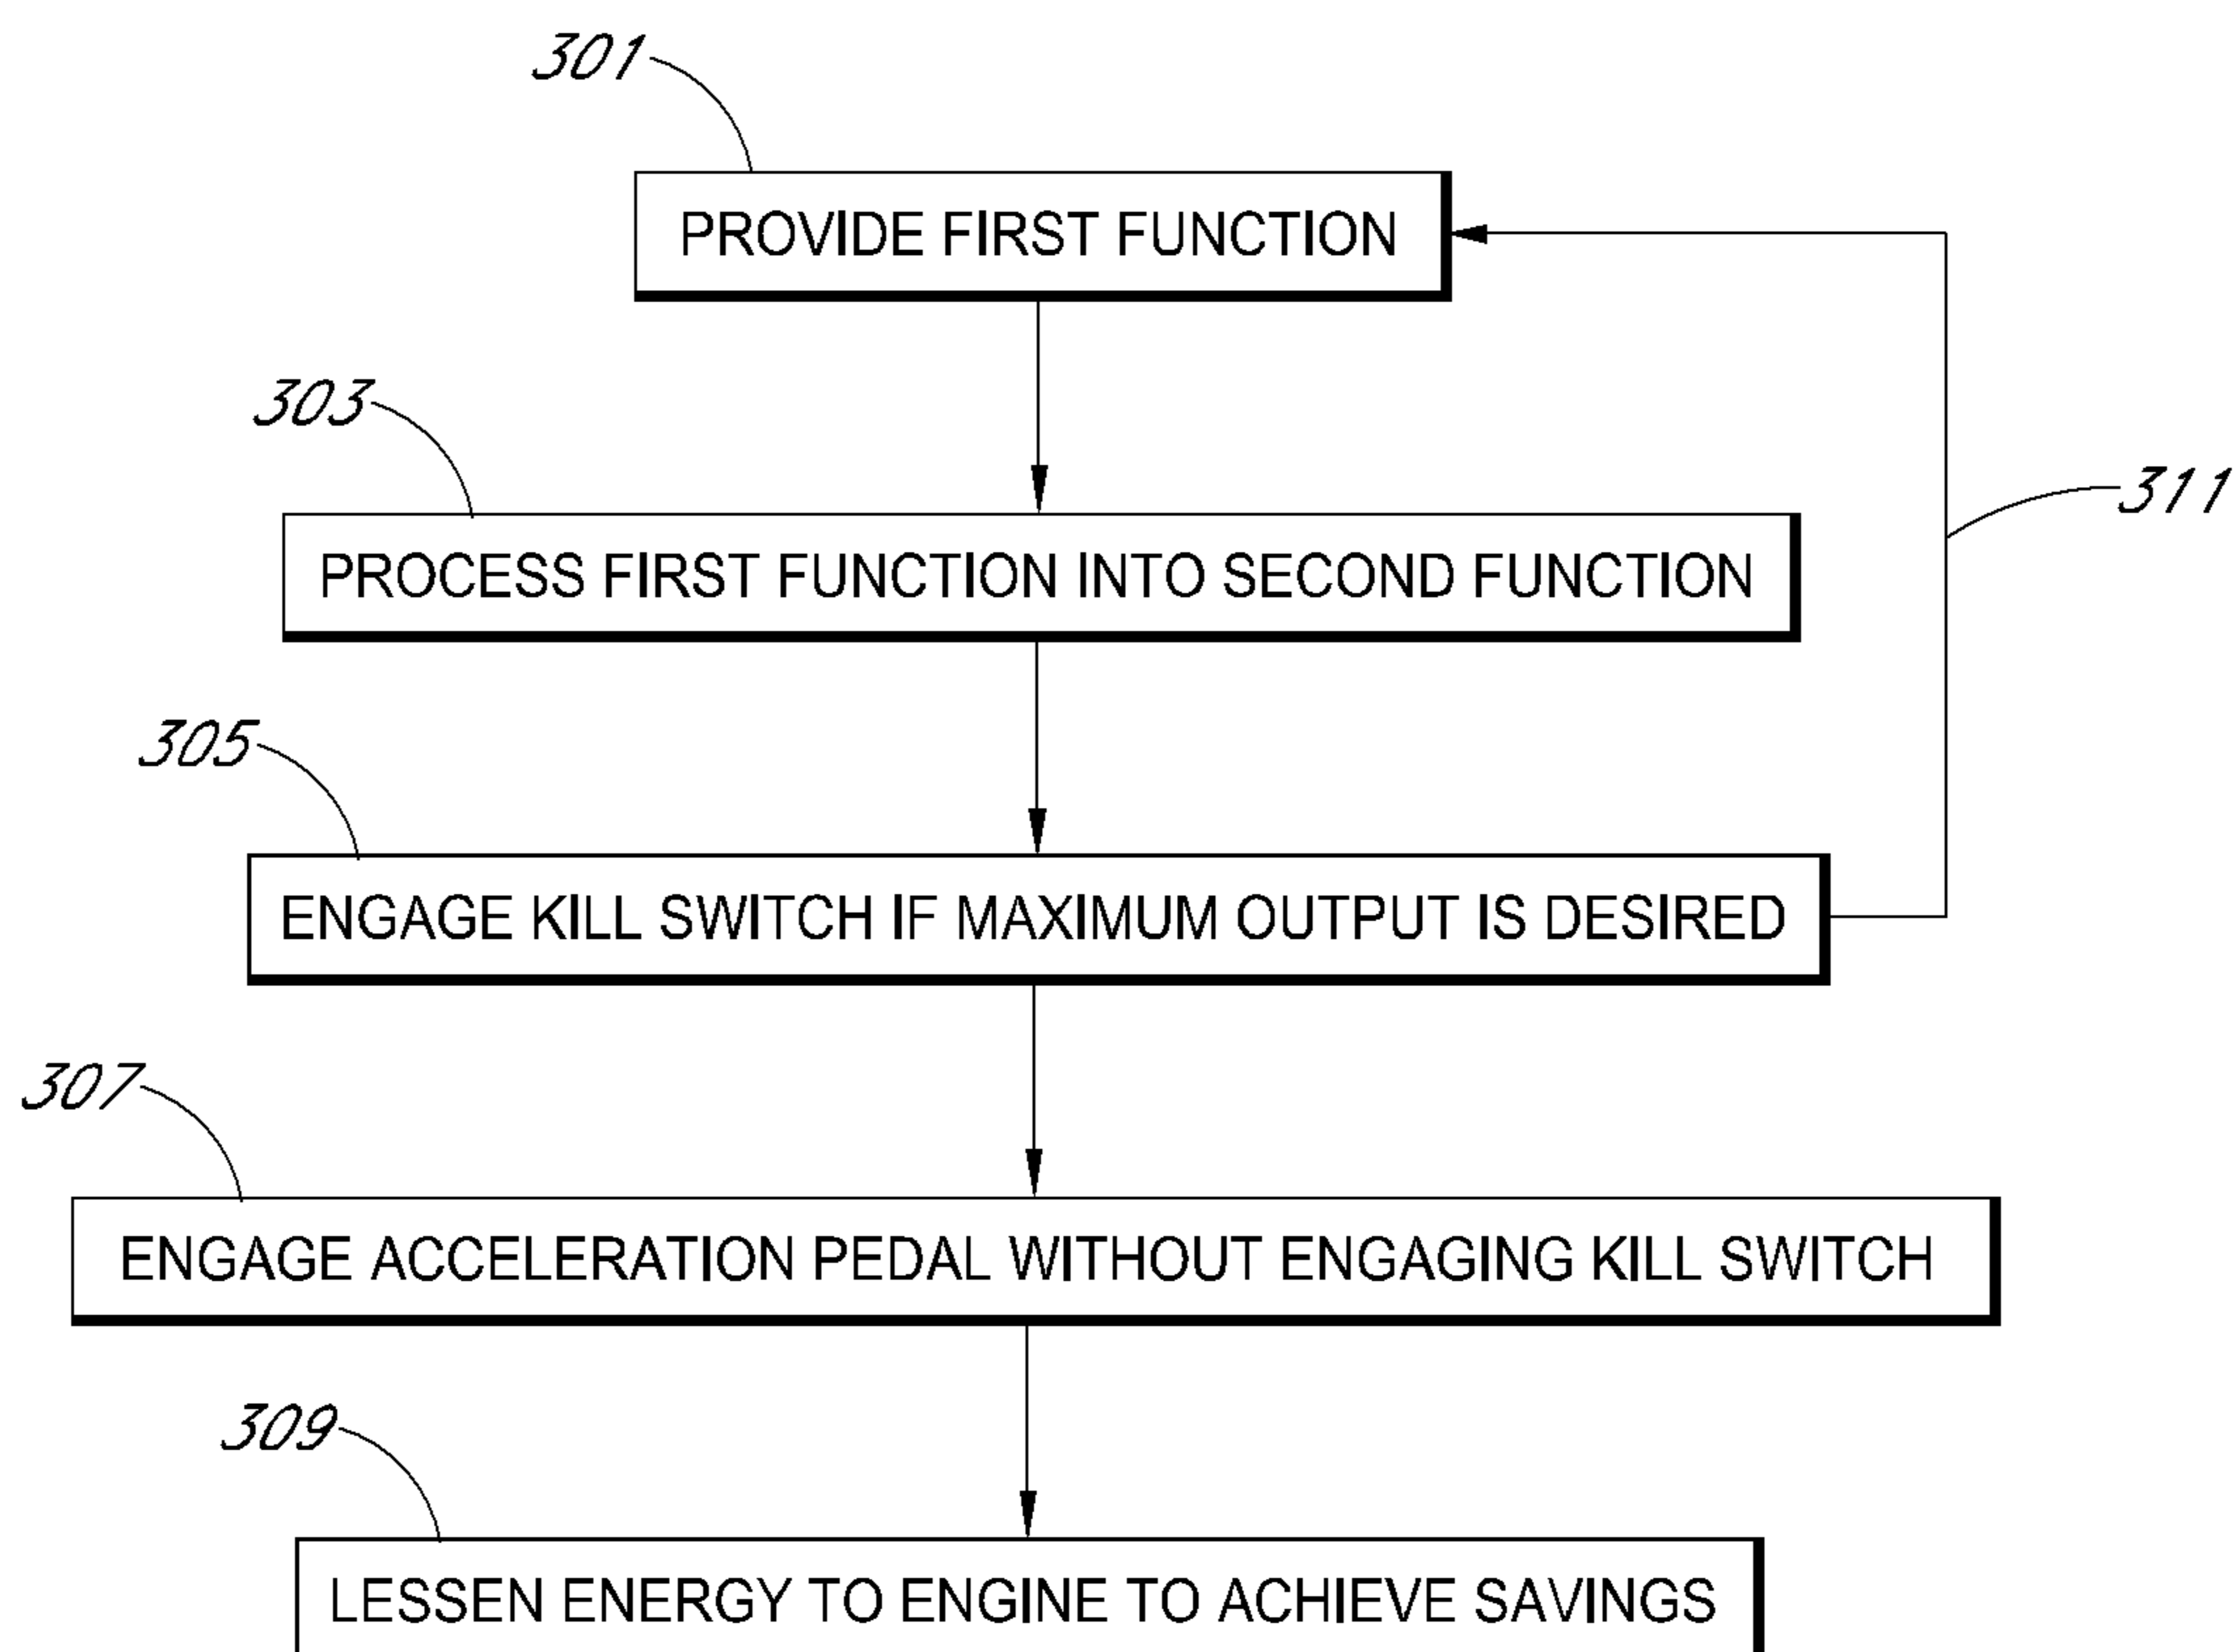 301
PROVIDE FIRST FUNCTION
303
PROCESS FIRST FUNCTION INTO SECOND FUNCTION
311
305
ENGAGE KILL SWITCH IF MAXIMUM OUTPUT IS DESIRED
307
ENGAGE ACCELERATION PEDAL WITHOUT ENGAGING KILL SWITCH
309
LESSEN ENERGY TO ENGINE TO ACHIEVE SAVINGS